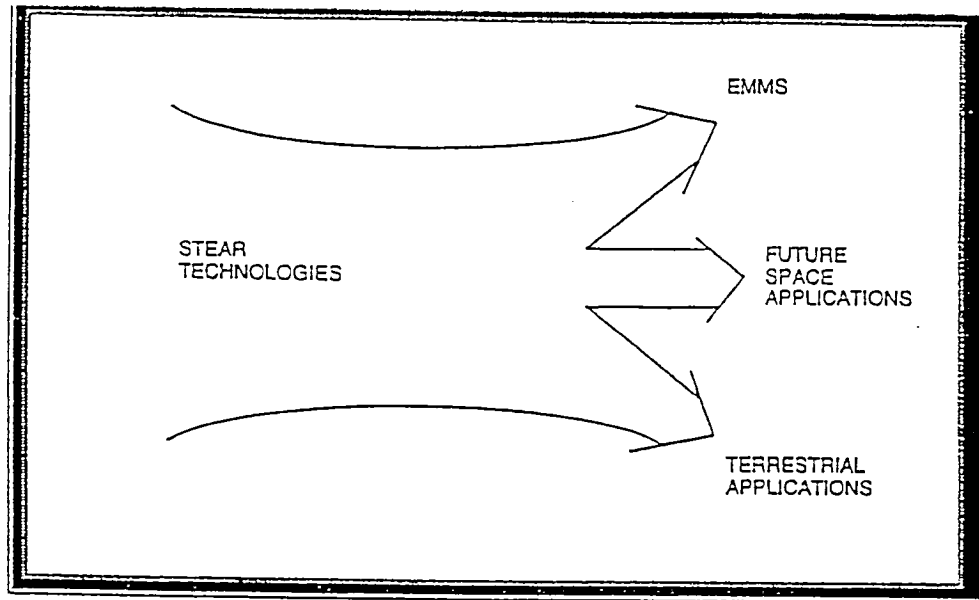 EMMS
STEAR
TECHNOLOGIES
FUTURE
SPACE
APPLICATIONS
TERRESTRIAL
APPLICATIONS